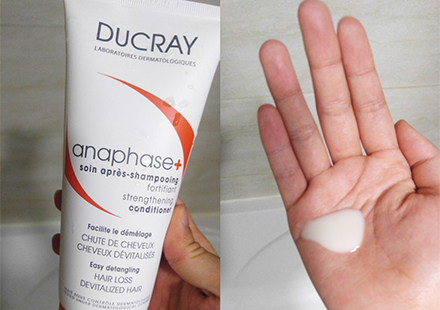 DUCRAY
LABORATOIRES DERMATOLOGIQUES
anaphase+
soin après-shampooing
fortifiant
strengthening
conditioner
Facilite le démêlage
CHUTE DE CHEVEUX
CHEVEUX DÉVITALISÉS
Easy detangling
HAIR LOSS
DEVITALIZED HAIR